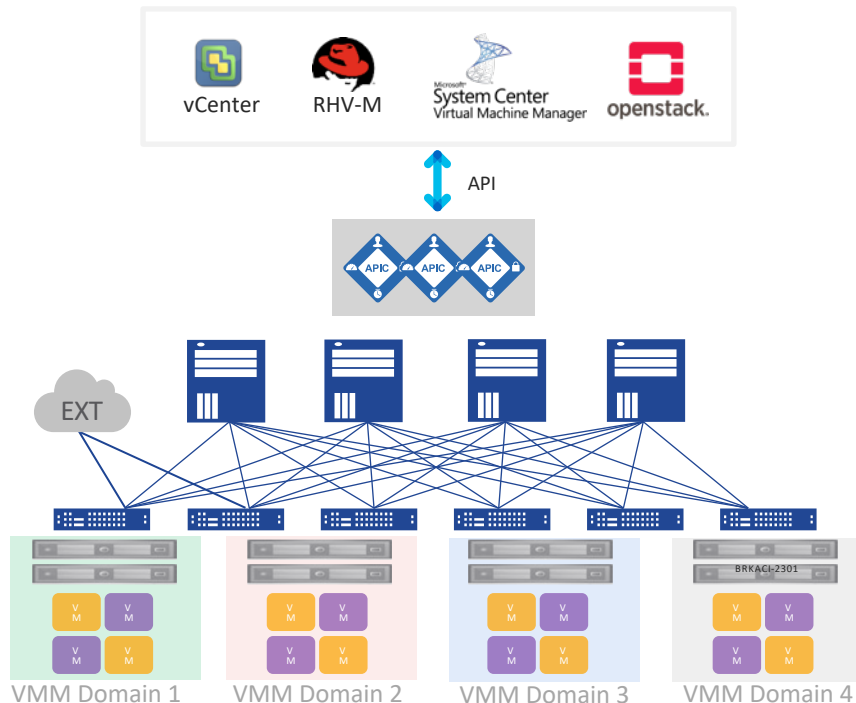 vCenter
RHV-M
Microsoft®
System Center
Virtual Machine Manager
openstack.
API
APIC
APIC
APIC
EXT
BRKACI-2301
V
M
V
M
V
M
V
M
V
M
V
M
V
M
V
M
V
M
V
M
V
M
V
M
V
M
V
M
V
M
V
M
VMM Domain 1
VMM Domain 2
VMM Domain 3
VMM Domain 4